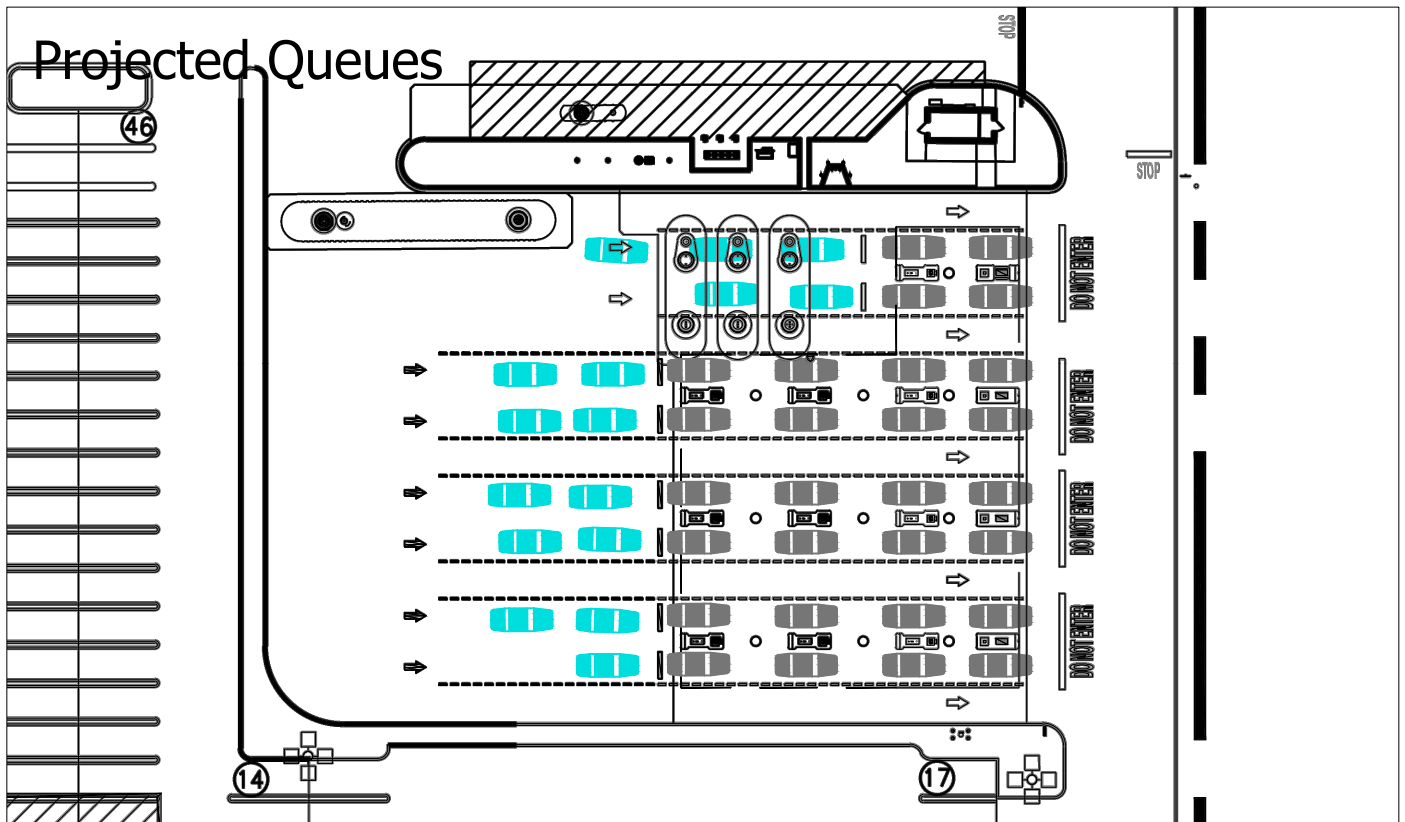 STOP
Projected Queues
46
STOP
DO NOT ENTER
DO NOT ENTER
DO NOT ENTER
DO NOT ENTER
14
17